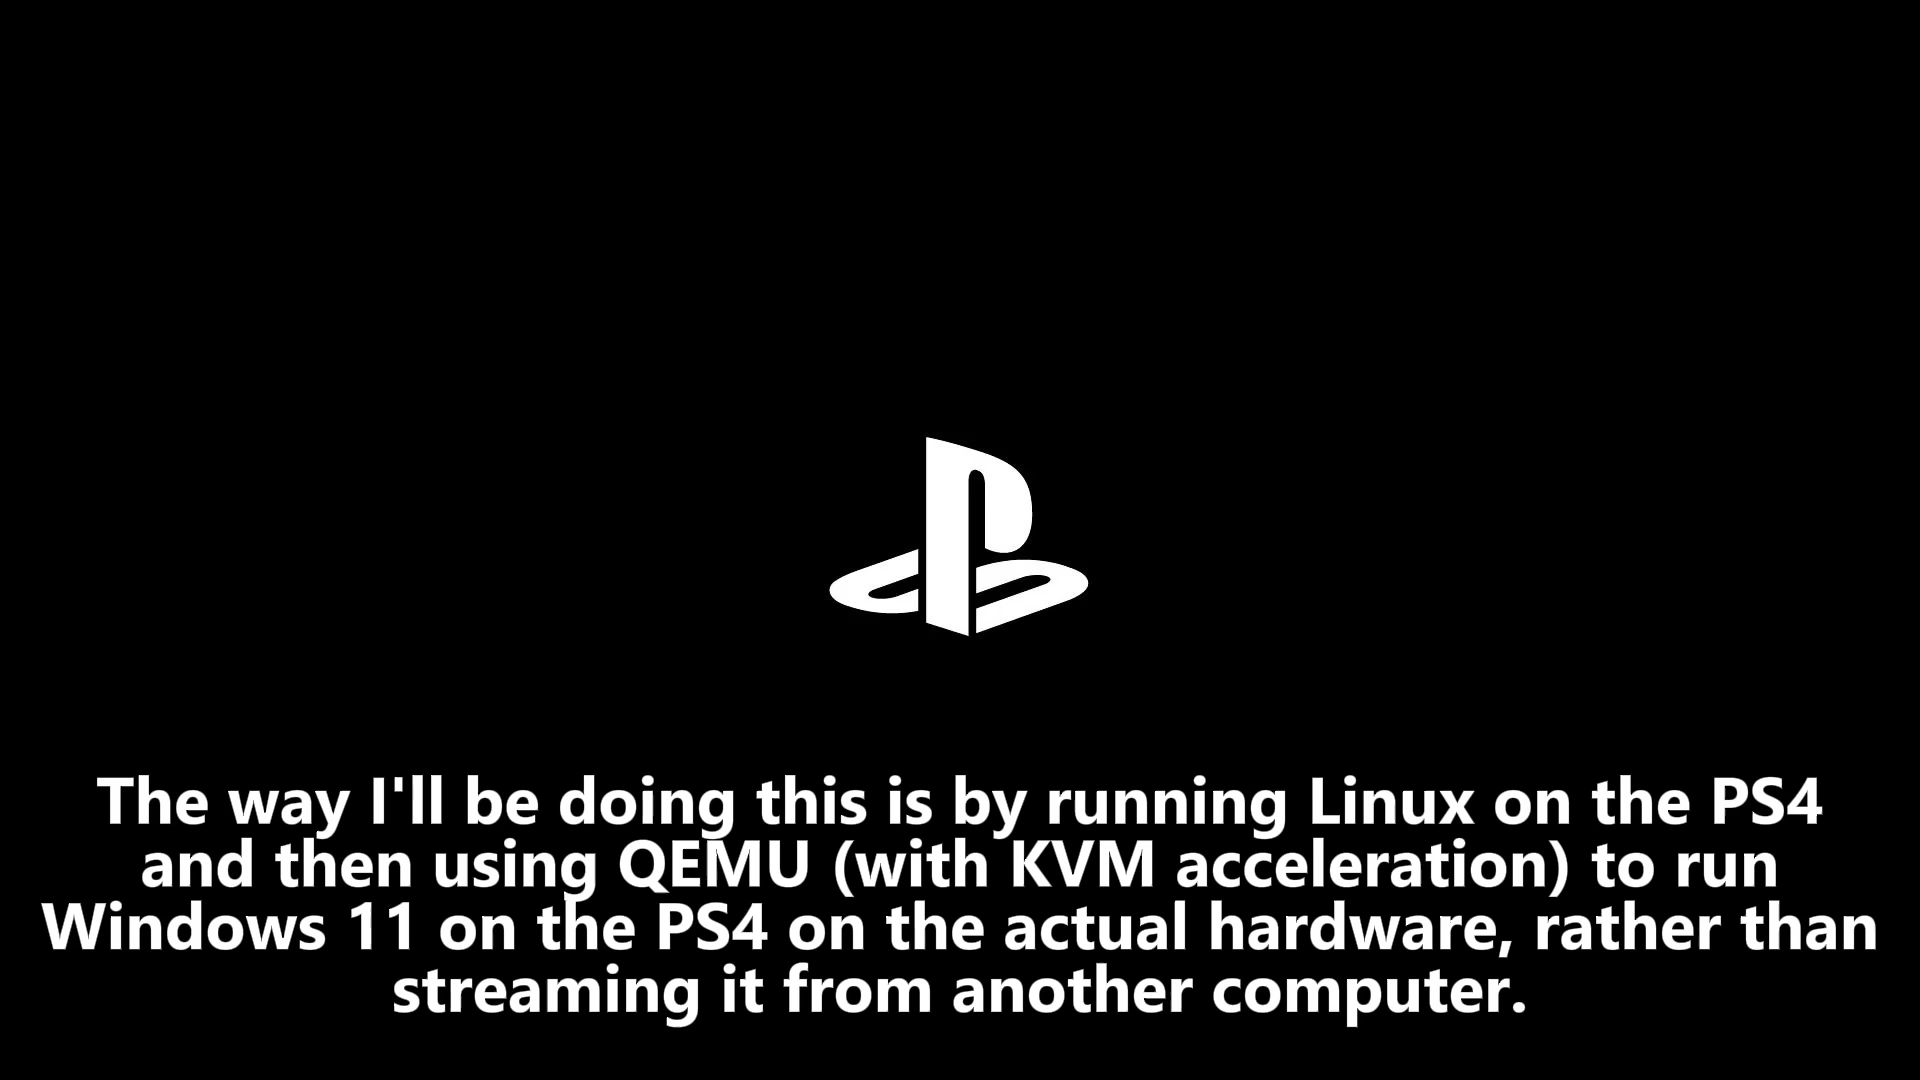 The way I'll be doing this is by running Linux on the PS4
and then using QEMU (with KVM acceleration) to run
Windows 11 on the PS4 on the actual hardware, rather than
streaming it from another computer.